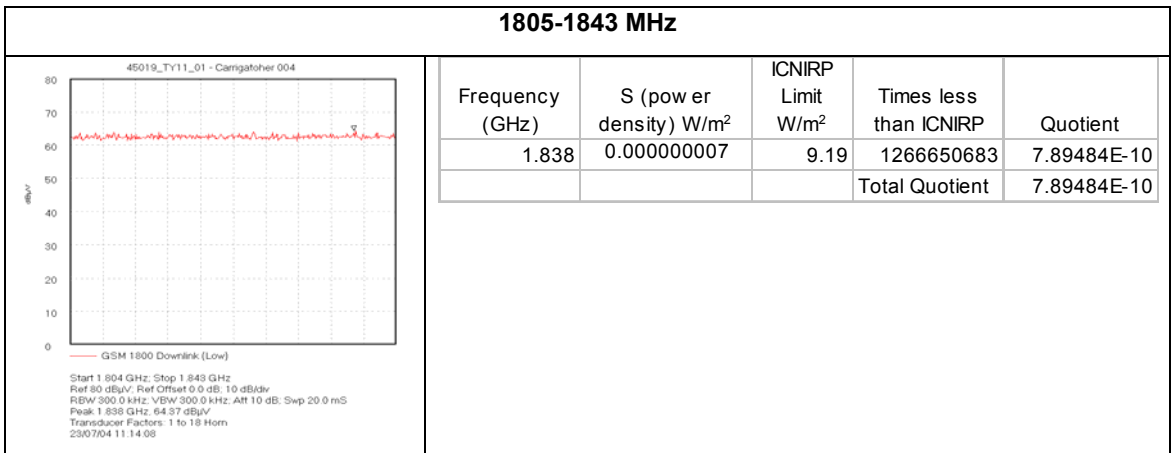 1805-1843 MHz
45019_TY11_01 - Carrigatoher 004
80
70
60
50
40
30
20
10
0
dBµV
GSM 1800 Downlink (Low)
Start 1.804 GHz; Stop 1.843 GHz
Ref 80 dBµV; Ref Offset 0.0 dB; 10 dB/div
RBW 300.0 kHz; VBW 300.0 kHz; Att 10 dB; Swp 20.0 mS
Peak 1.838 GHz, 64.37 dBµV
Transducer Factors: 1 to 18 Horn
23/07/04 11:14:08
Frequency (GHz) S (pow er density) W/m² ICNIRP Limit W/m² Times less than ICNIRP Quotient
1.838 0.000000007 9.19 1266650683 7.89484E-10
Total Quotient 7.89484E-10